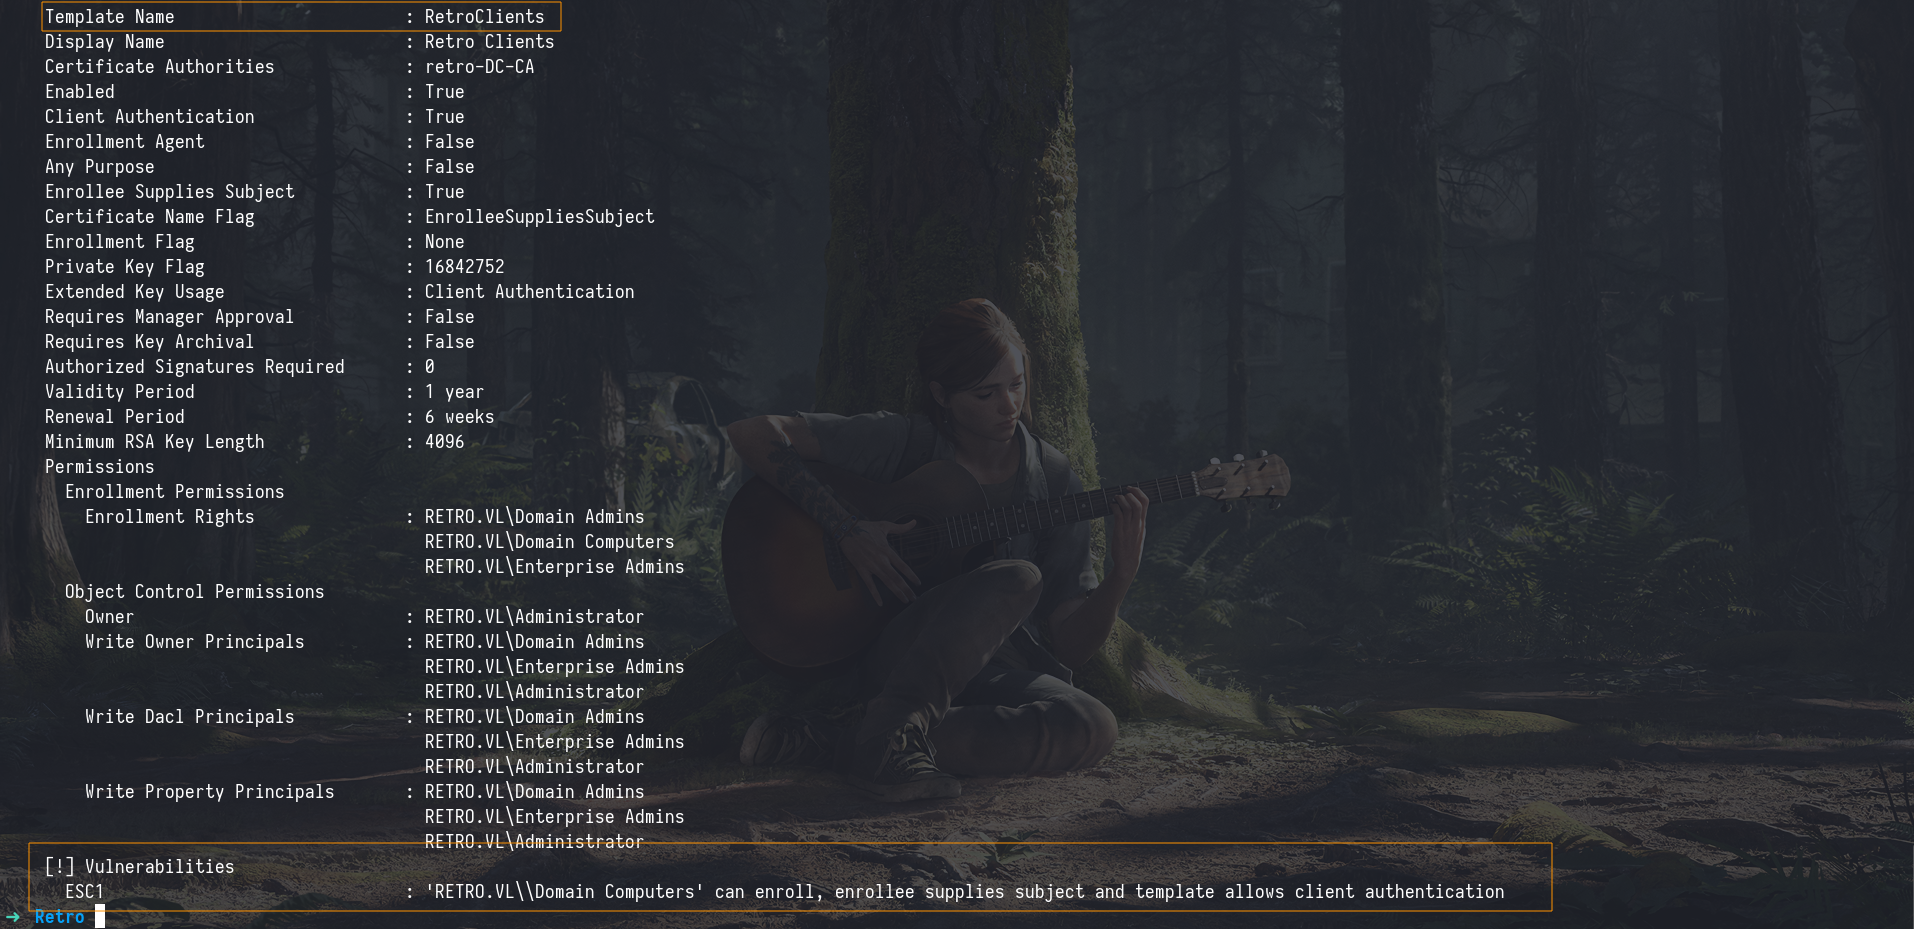 Template Name : RetroClients
Display Name : Retro Clients
Certificate Authorities : retro-DC-CA
Enabled : True
Client Authentication : True
Enrollment Agent : False
Any Purpose : False
Enrollee Supplies Subject : True
Certificate Name Flag : EnrolleeSuppliesSubject
Enrollment Flag : None
Private Key Flag : 16842752
Extended Key Usage : Client Authentication
Requires Manager Approval : False
Requires Key Archival : False
Authorized Signatures Required : 0
Validity Period : 1 year
Renewal Period : 6 weeks
Minimum RSA Key Length : 4096
Permissions
Enrollment Permissions
Enrollment Rights : RETRO.VL\Domain Admins
RETRO.VL\Domain Computers
RETRO.VL\Enterprise Admins
Object Control Permissions
Owner : RETRO.VL\Administrator
Write Owner Principals : RETRO.VL\Domain Admins
RETRO.VL\Enterprise Admins
RETRO.VL\Administrator
Write Dacl Principals : RETRO.VL\Domain Admins
RETRO.VL\Enterprise Admins
RETRO.VL\Administrator
Write Property Principals : RETRO.VL\Domain Admins
RETRO.VL\Enterprise Admins
RETRO.VL\Administrator
[!] Vulnerabilities
ESC1 : 'RETRO.VL\\Domain Computers' can enroll, enrollee supplies subject and template allows client authentication
→ Retro